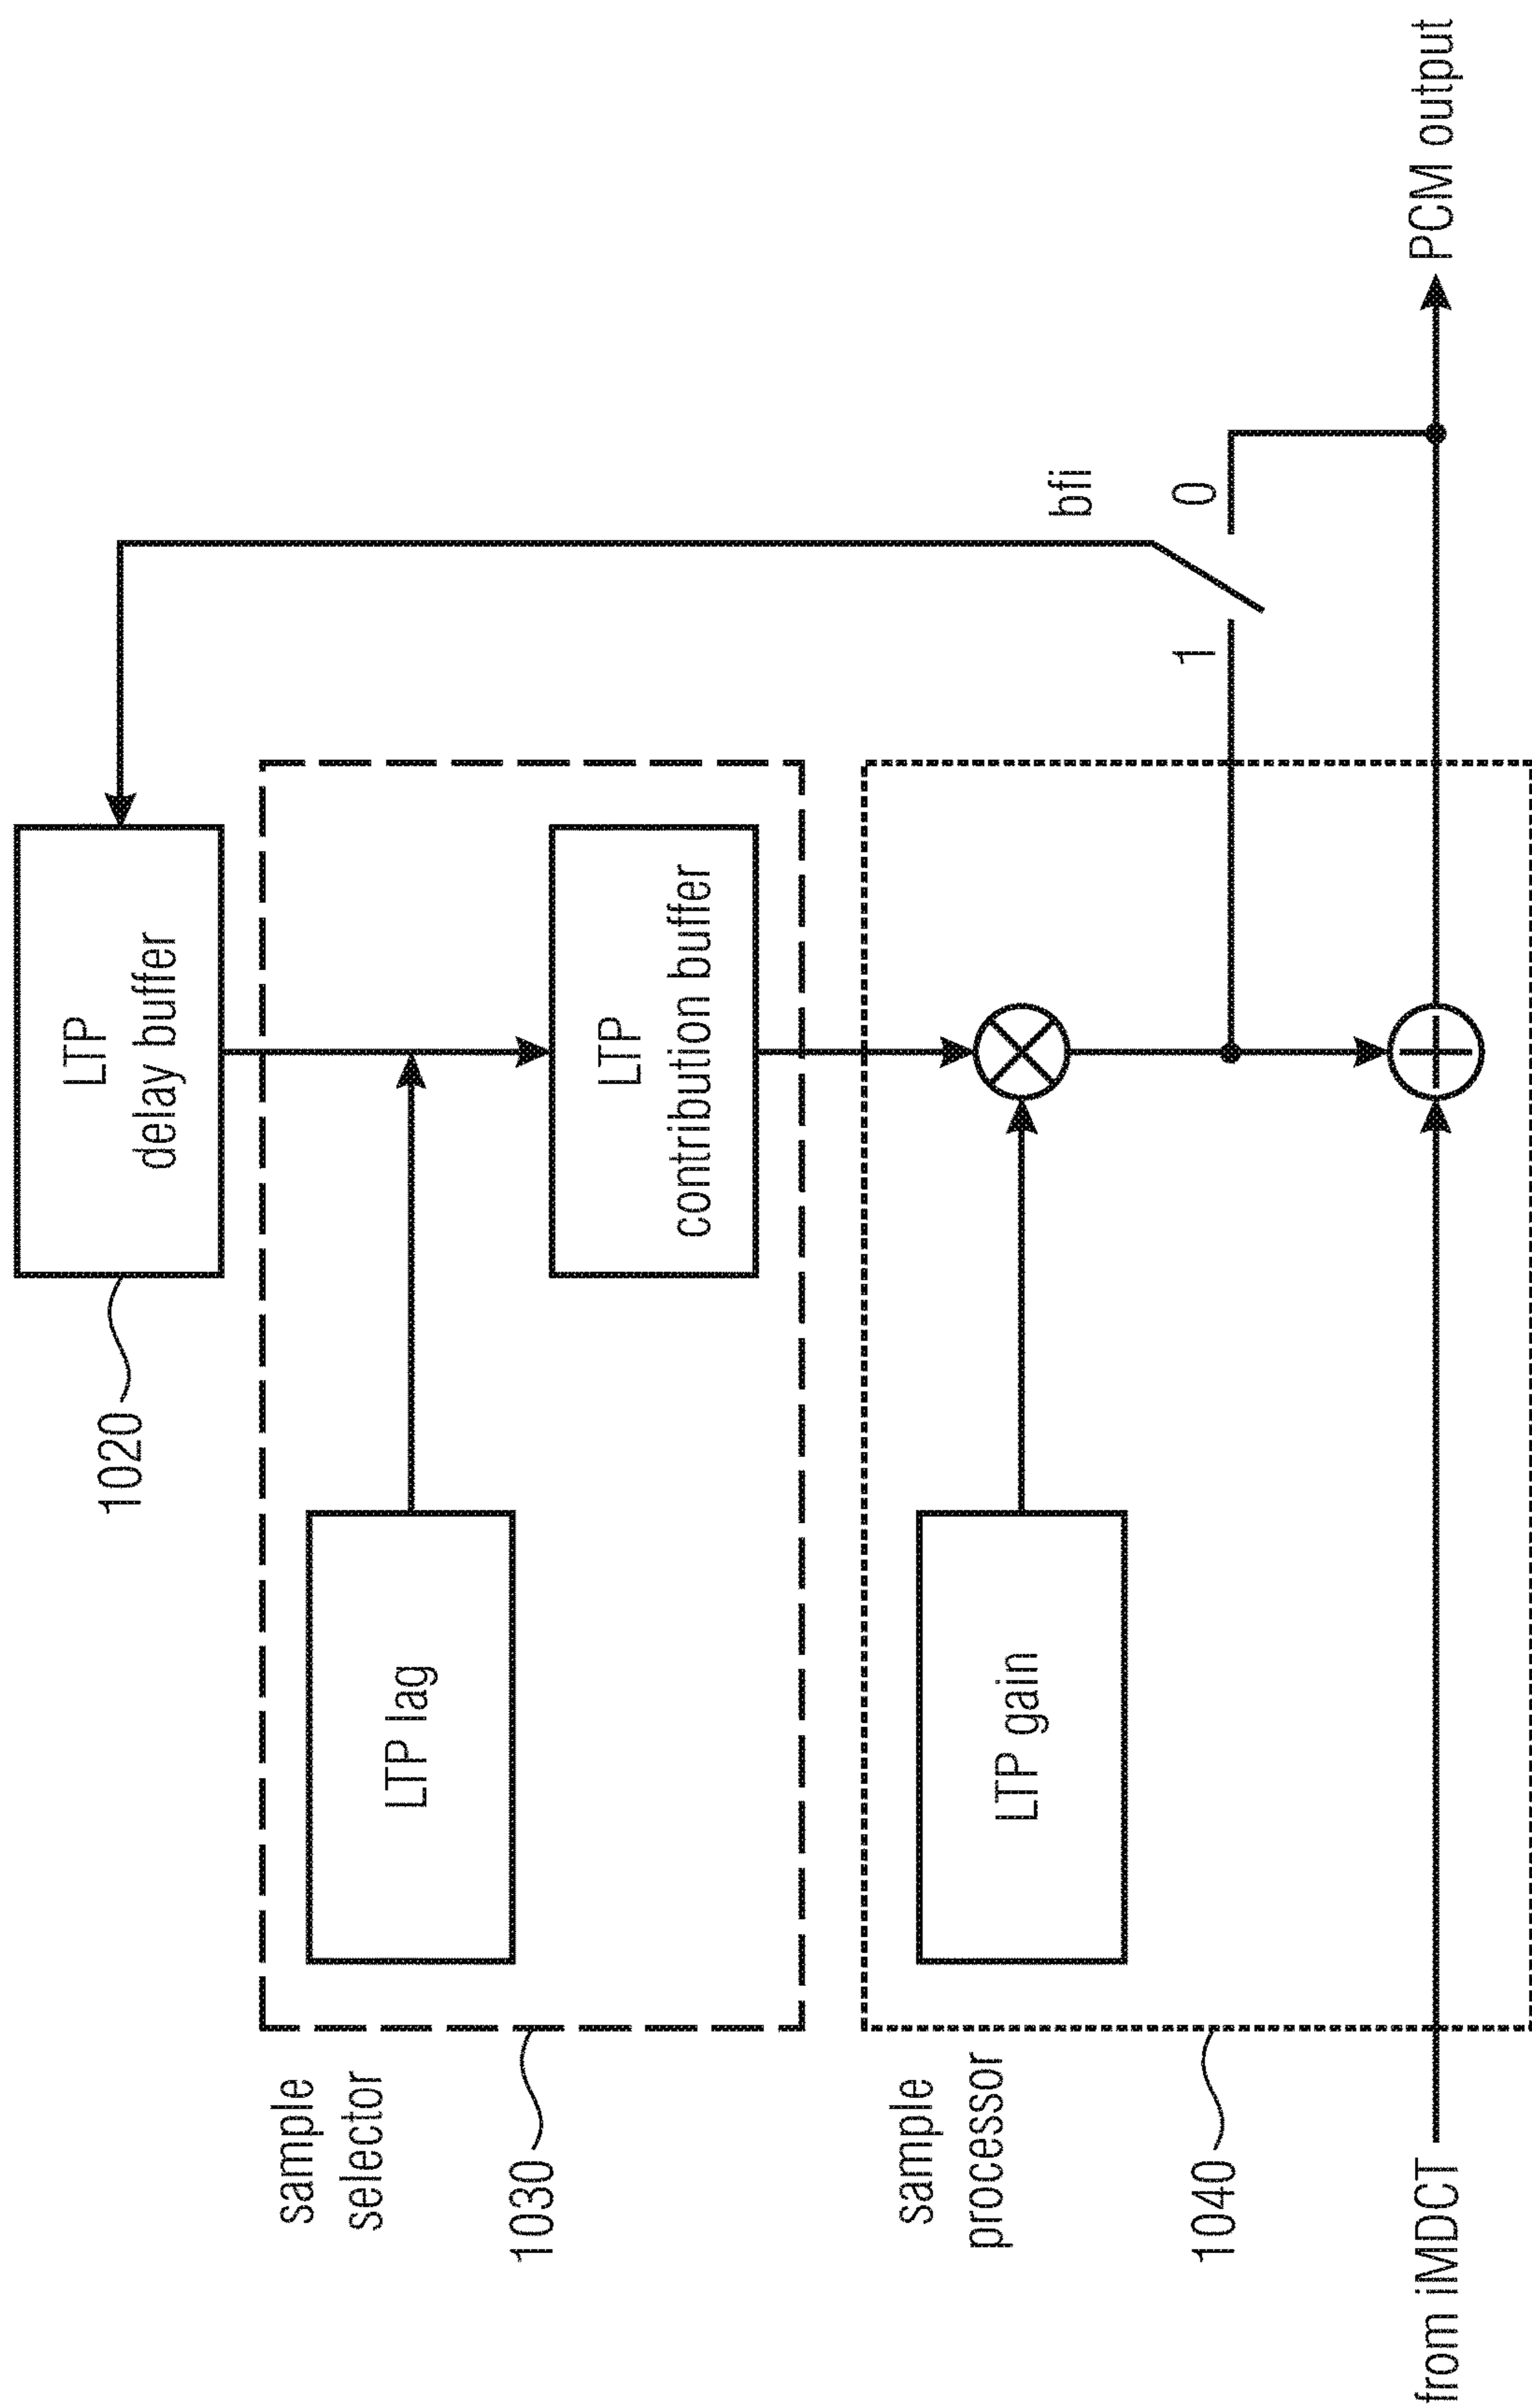 LTP
delay buffer
1020
LTP lag
LTP
contribution buffer
sample
selector
1030
bfi
1
0
LTP gain
sample
processor
1040
from iMDCT
PCM output